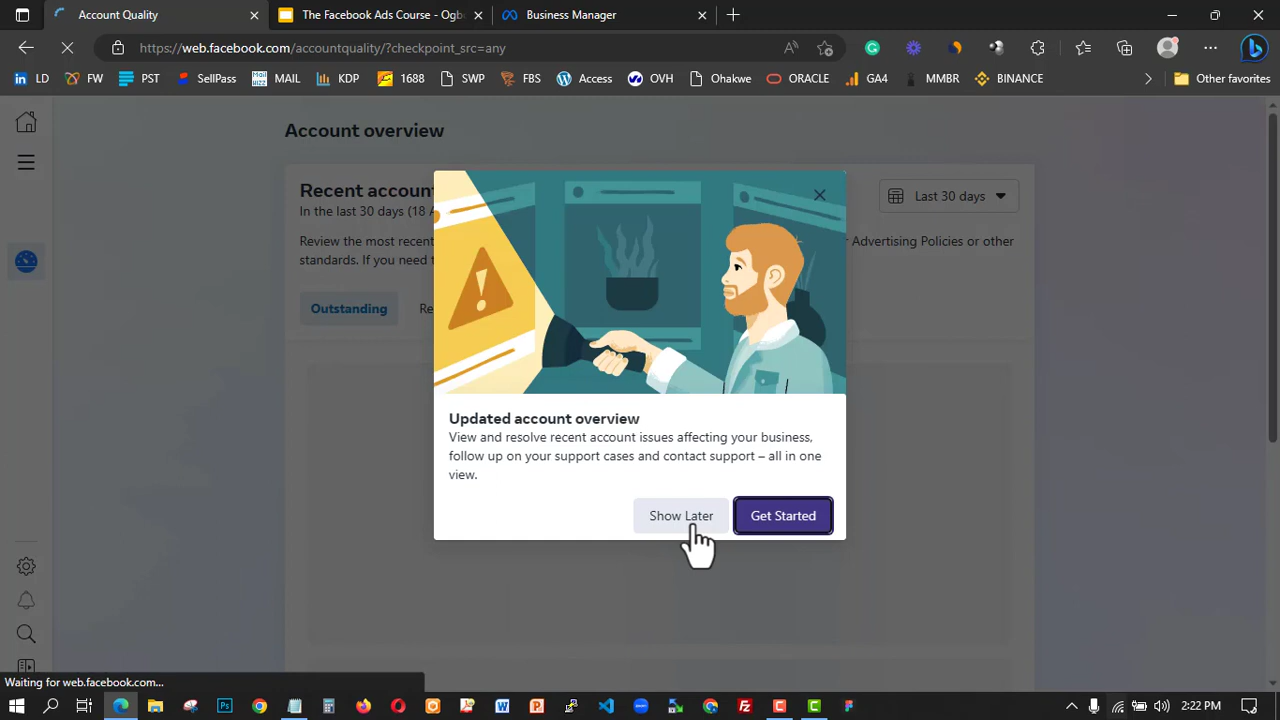 Account Quality
The Facebook Ads Course - Ogb
Business Manager
https://web.facebook.com/accountquality/?checkpoint_src=any
LD
FW
PST
SellPass
MAIL
KDP
1688
SWP
FBS
Access
OVH
Ohakwe
ORACLE
GA4
MMBR
BINANCE
Other favorites
Account overview
Recent accoun
In the last 30 days (18 A
Last 30 days
Review the most recent
r Advertising Policies or other
standards. If you need t
Outstanding
Re
Updated account overview
View and resolve recent account issues affecting your business,
follow up on your support cases and contact support – all in one
view.
Show Later
Get Started
Waiting for web.facebook.com...
2:22 PM